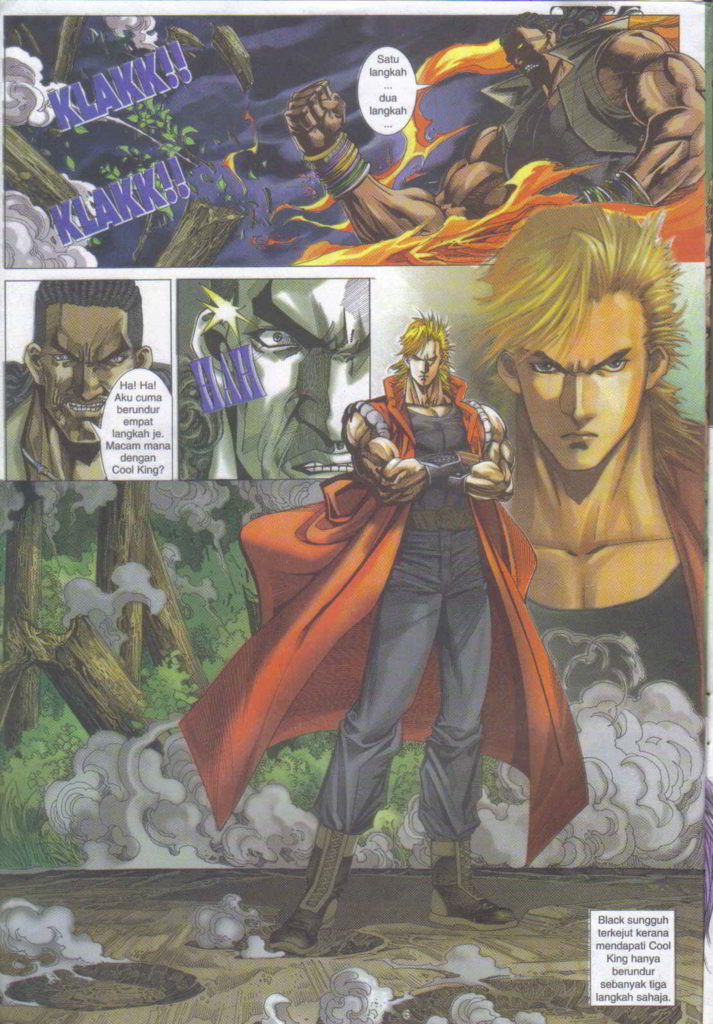 KLAKK!!
KLAKK!!
Satu
langkah
...
dua
langkah
...
Ha! Ha!
Aku cuma
berundur
empat
langkah je.
Macam mana
dengan
Cool King?
HAH
Black sungguh
terkejut kerana
mendapati Cool
King hanya
berundur
sebanyak tiga
langkah sahaja.
6